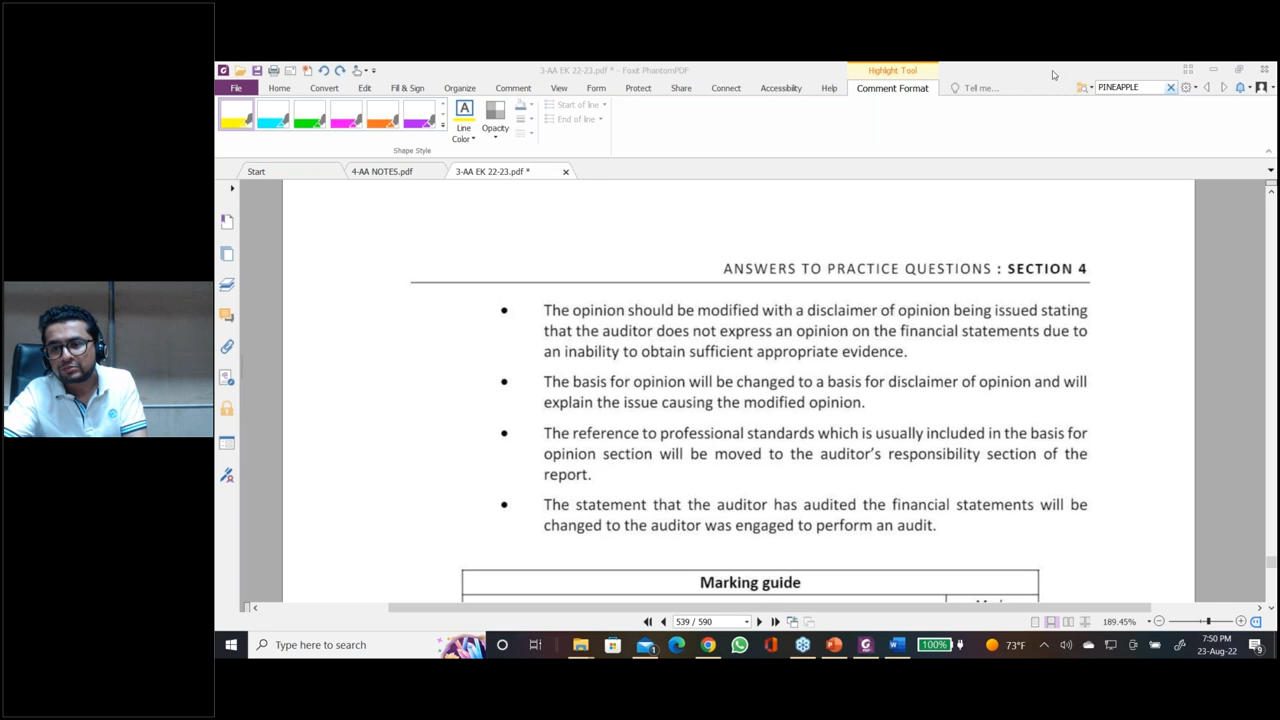 3-AA EK 22-23.pdf * - Foxit PhantomPDF
Highlight Tool
File Home Convert Edit Fill & Sign Organize Comment View Form Protect Share Connect Accessibility Help Comment Format Tell me... PINEAPPLE
Line Color
Opacity
Start of line
End of line
Shape Style
Start 4-AA NOTES.pdf 3-AA EK 22-23.pdf *
ANSWERS TO PRACTICE QUESTIONS : SECTION 4
• The opinion should be modified with a disclaimer of opinion being issued stating
that the auditor does not express an opinion on the financial statements due to
an inability to obtain sufficient appropriate evidence.
• The basis for opinion will be changed to a basis for disclaimer of opinion and will
explain the issue causing the modified opinion.
• The reference to professional standards which is usually included in the basis for
opinion section will be moved to the auditor's responsibility section of the
report.
• The statement that the auditor has audited the financial statements will be
changed to the auditor was engaged to perform an audit.
Marking guide
539 / 590 189.45%
Type here to search 100% 73°F 7:50 PM
23-Aug-22